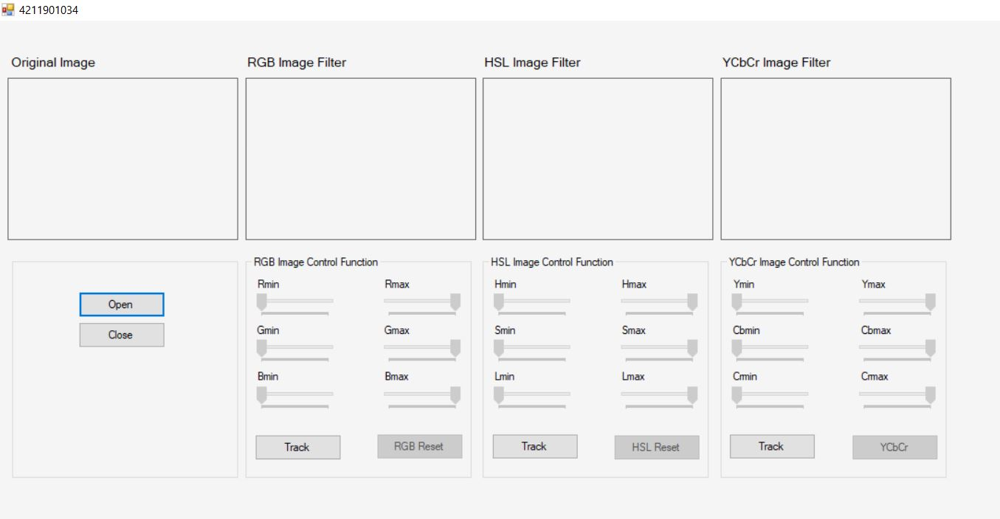 4211901034
Original Image
RGB Image Filter
HSL Image Filter
YCbCr Image Filter
Open
Close
RGB Image Control Function
Rmin
Rmax
Gmin
Gmax
Bmin
Bmax
Track
RGB Reset
HSL Image Control Function
Hmin
Hmax
Smin
Smax
Lmin
Lmax
Track
HSL Reset
YCbCr Image Control Function
Ymin
Ymax
Cbmin
Cbmax
Crmin
Crmax
Track
YCbCr